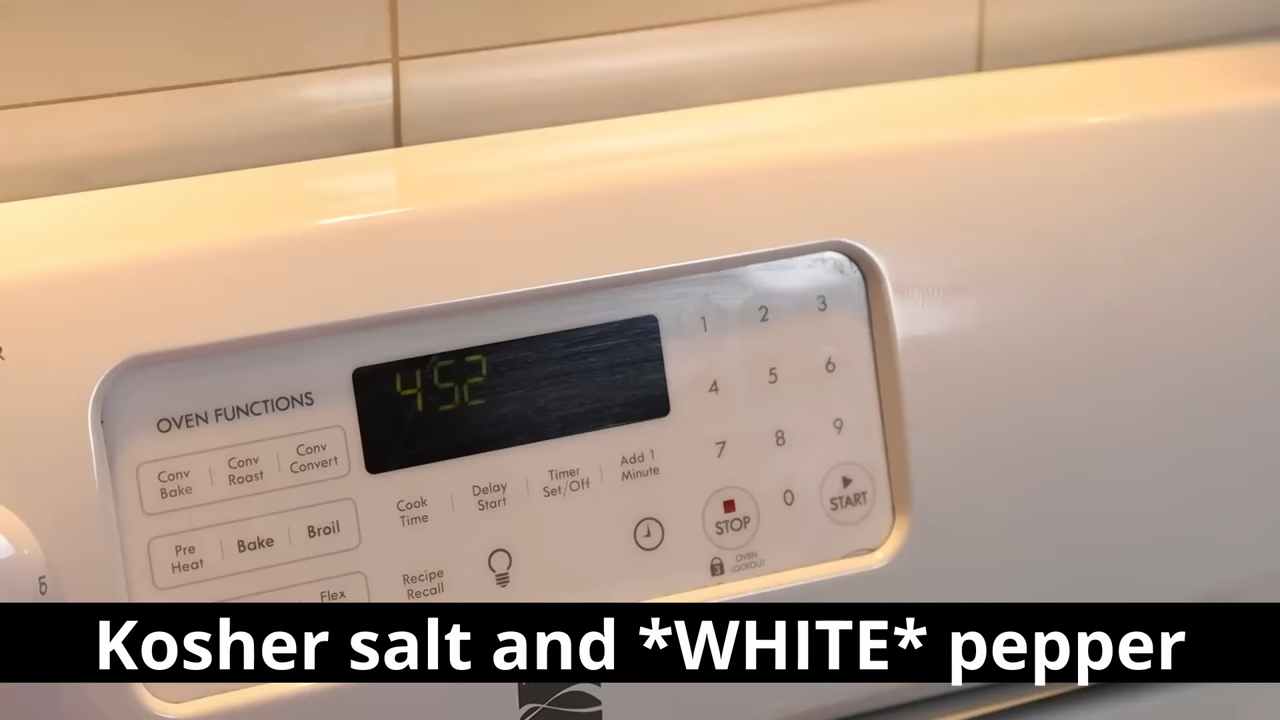 R
OVEN FUNCTIONS
Conv Bake
Conv Roast
Conv Convert
Pre Heat
Bake
Broil
Flex
6
452
Cook Time
Delay Start
Timer Set/Off
Add 1 Minute
Recipe Recall
1 2 3
4 5 6
7 8 9
0
STOP
START
3
OVEN LOCKOUT
Kosher salt and *WHITE* pepper